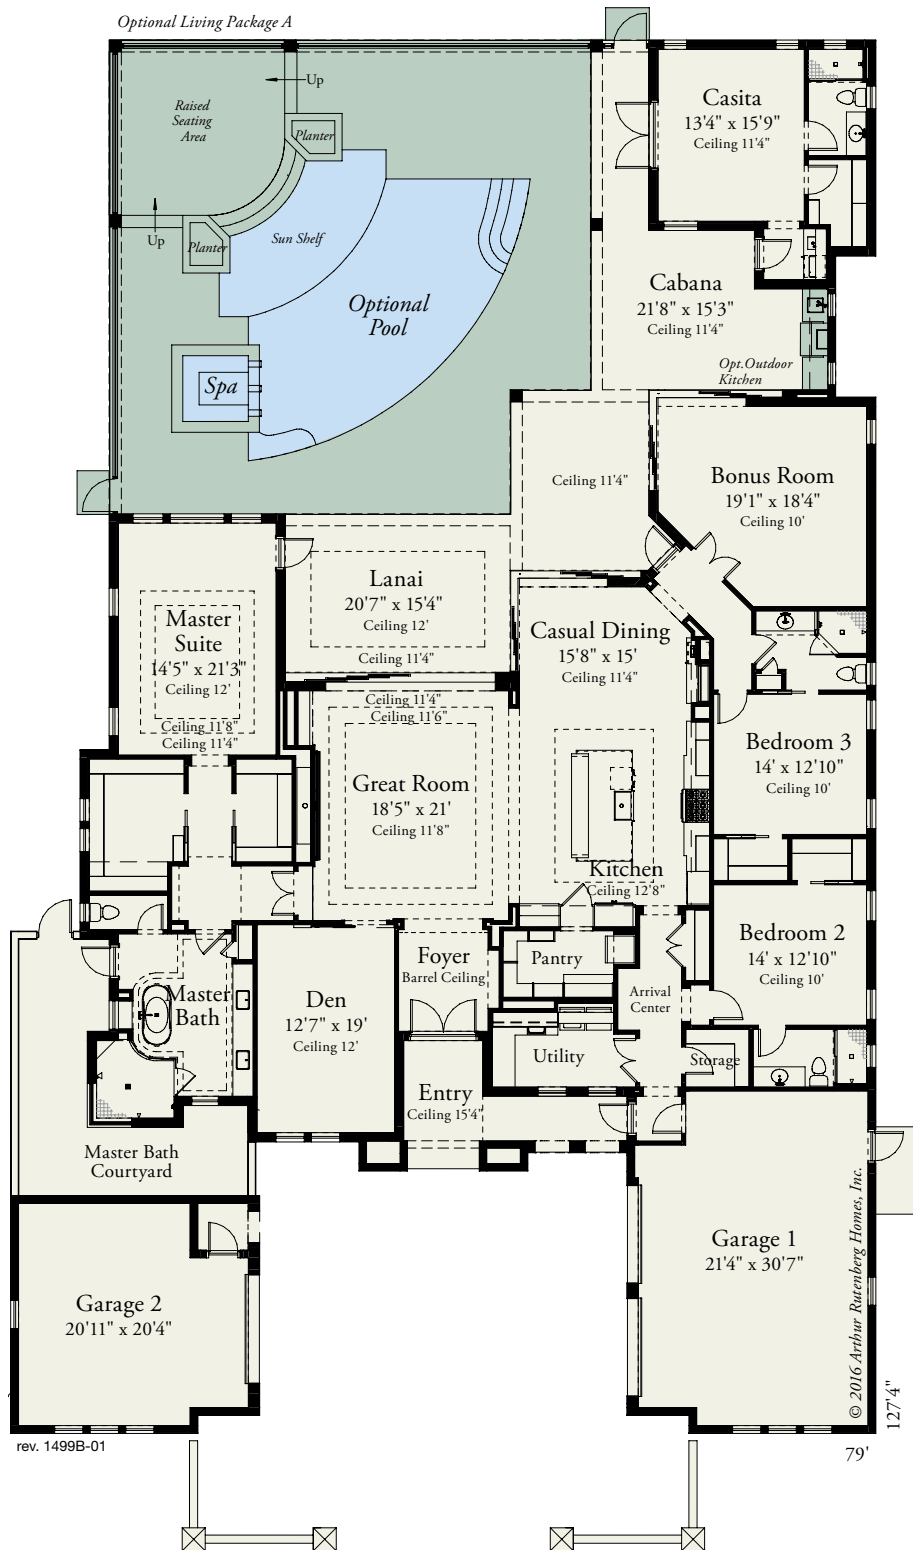 Optional Living Package A
Up
Raised
Seating
Area
Planter
Casita
13'4" x 15'9"
Ceiling 11'4"
Up
Planter
Sun Shelf
Optional
Pool
Cabana
21'8" x 15'3"
Ceiling 11'4"
Opt.Outdoor
Kitchen
Spa
Ceiling 11'4"
Bonus Room
19'1" x 18'4"
Ceiling 10'
Lanai
20'7" x 15'4"
Ceiling 12'
Ceiling 11'4"
Master
Suite
14'5" x 21'3"
Ceiling 12'
Ceiling 11'8"
Ceiling 11'4"
Casual Dining
15'8" x 15'
Ceiling 11'4"
Ceiling 11'4"
Ceiling 11'6"
Great Room
18'5" x 21'
Ceiling 11'8"
Bedroom 3
14' x 12'10"
Ceiling 10'
Kitchen
Ceiling 12'8"
Foyer
Barrel Ceiling
Pantry
Bedroom 2
14' x 12'10"
Ceiling 10'
Master
Bath
Den
12'7" x 19'
Ceiling 12'
Arrival
Center
Utility
Storage
Entry
Ceiling 15'4"
Master Bath
Courtyard
Garage 1
21'4" x 30'7"
Garage 2
20'11" x 20'4"
© 2016 Arthur Rutenberg Homes, Inc.
127'4"
rev. 1499B-01
79'